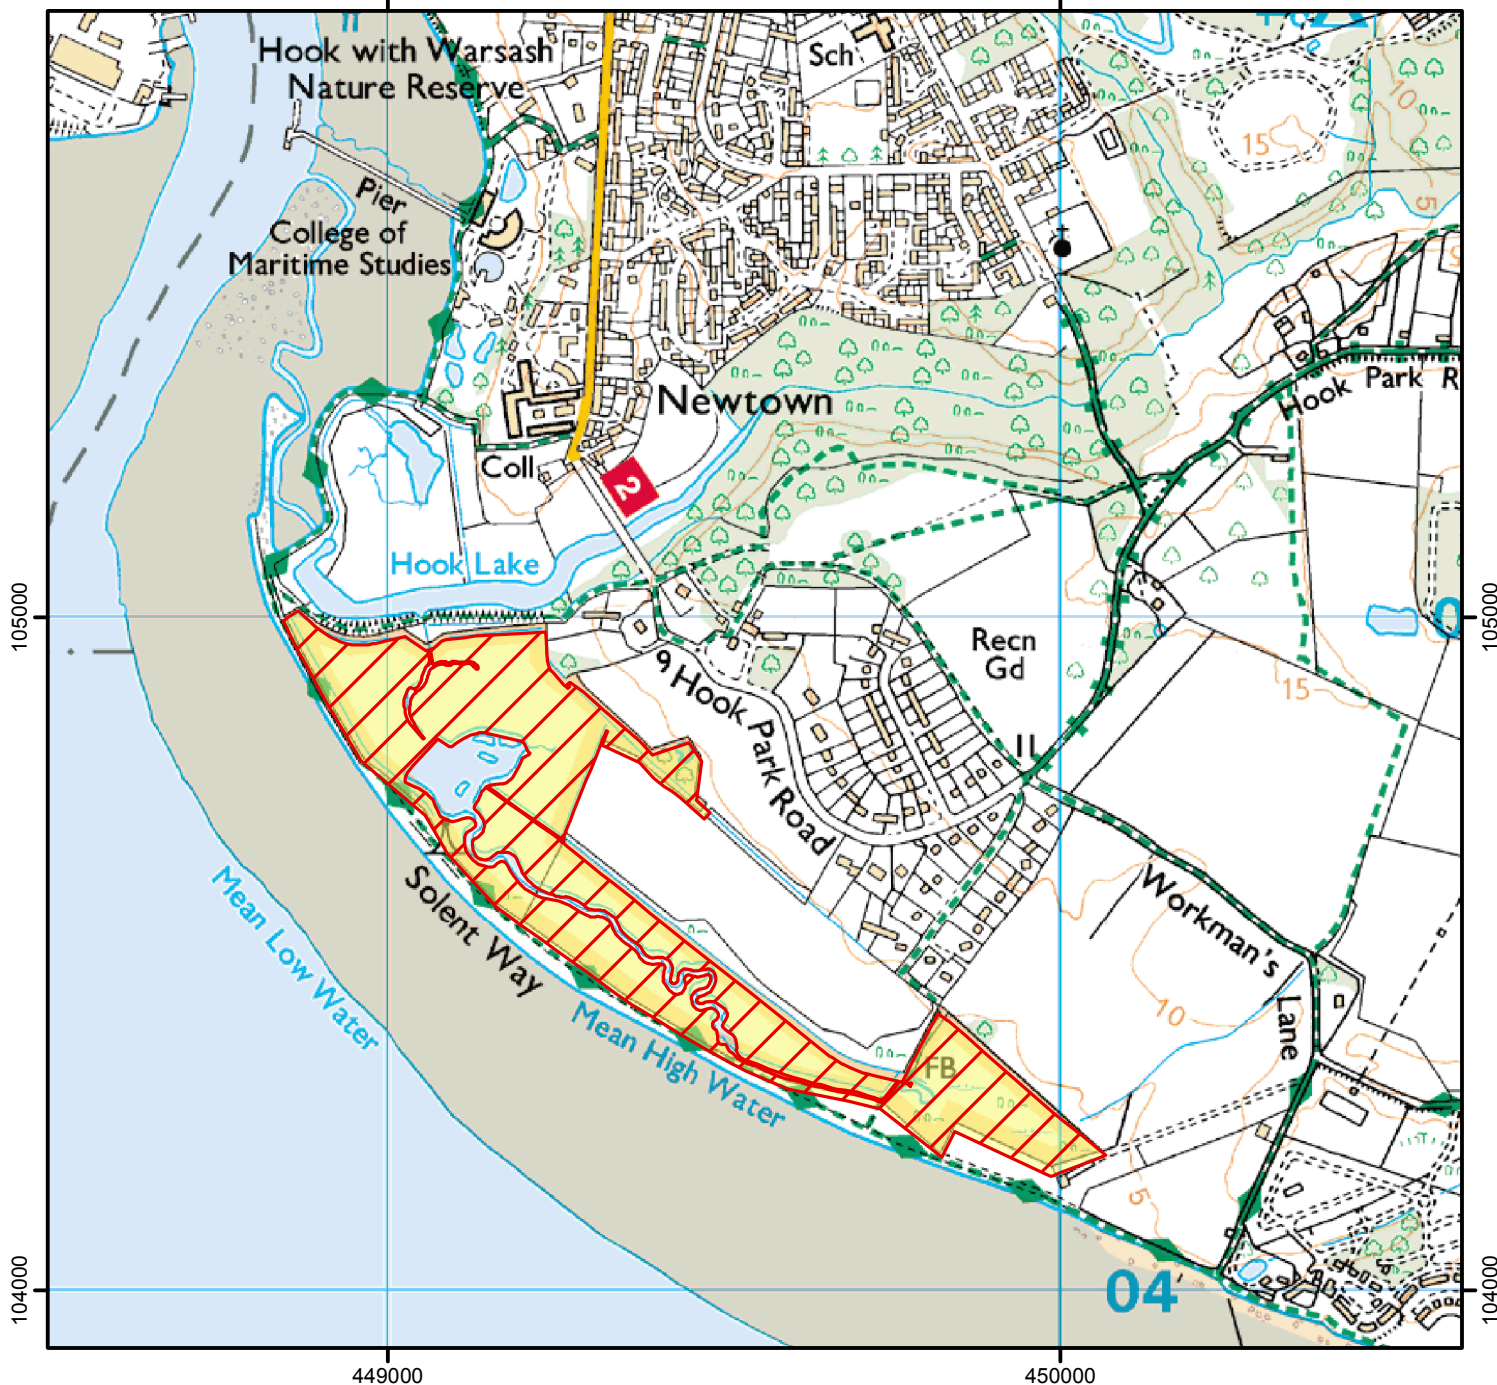 Hook with Warsash
Nature Reserve
Sch
15
10
5
Pier
College of
Maritime Studies
Newtown
Hook Park R
Coll
2
Hook Lake
105000
105000
Recn
Gd
9 Hook Park Road
11
15
Workman's
Lane
Solent Way
Mean Low Water
Mean High Water
10
FB
5
04
104000
104000
449000
450000